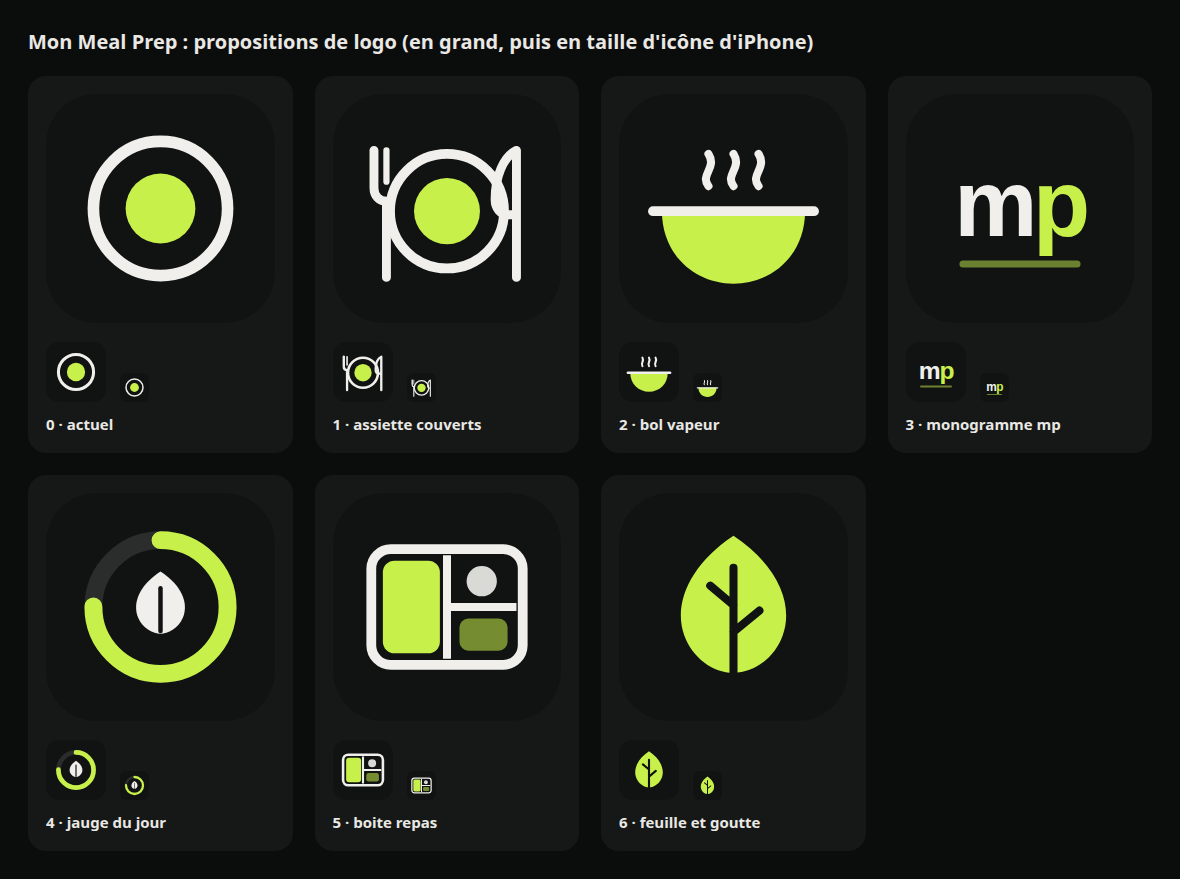 Mon Meal Prep : propositions de logo (en grand, puis en taille d'icône d'iPhone)
mp
mp
mp
0 · actuel
1 · assiette couverts
2 · bol vapeur
3 · monogramme mp
4 · jauge du jour
5 · boite repas
6 · feuille et goutte